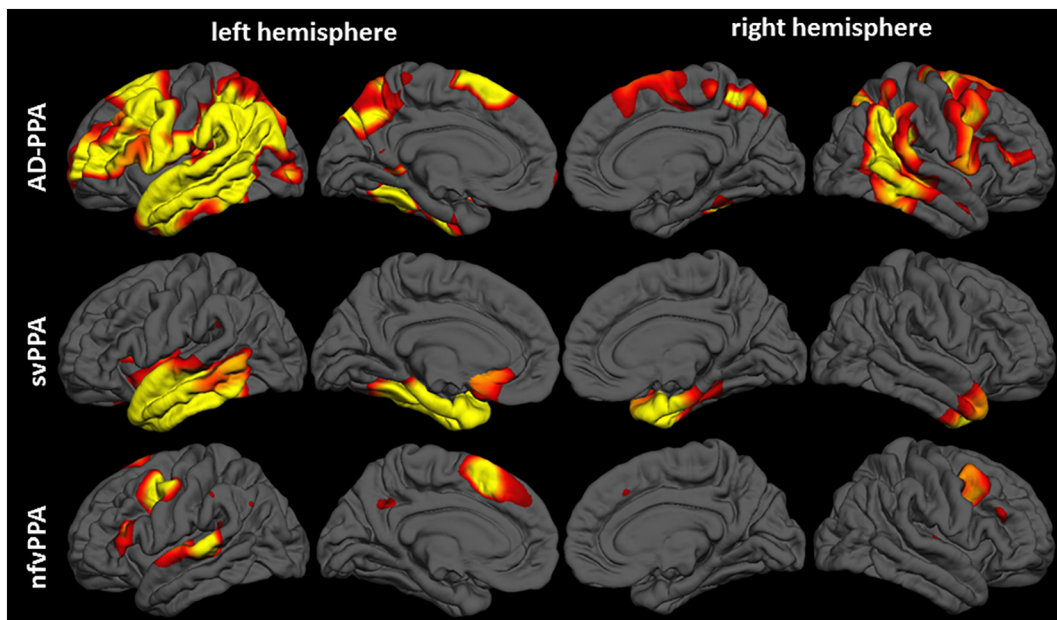 left hemisphere
right hemisphere
AD-PPA
svPPA
nfvPPA